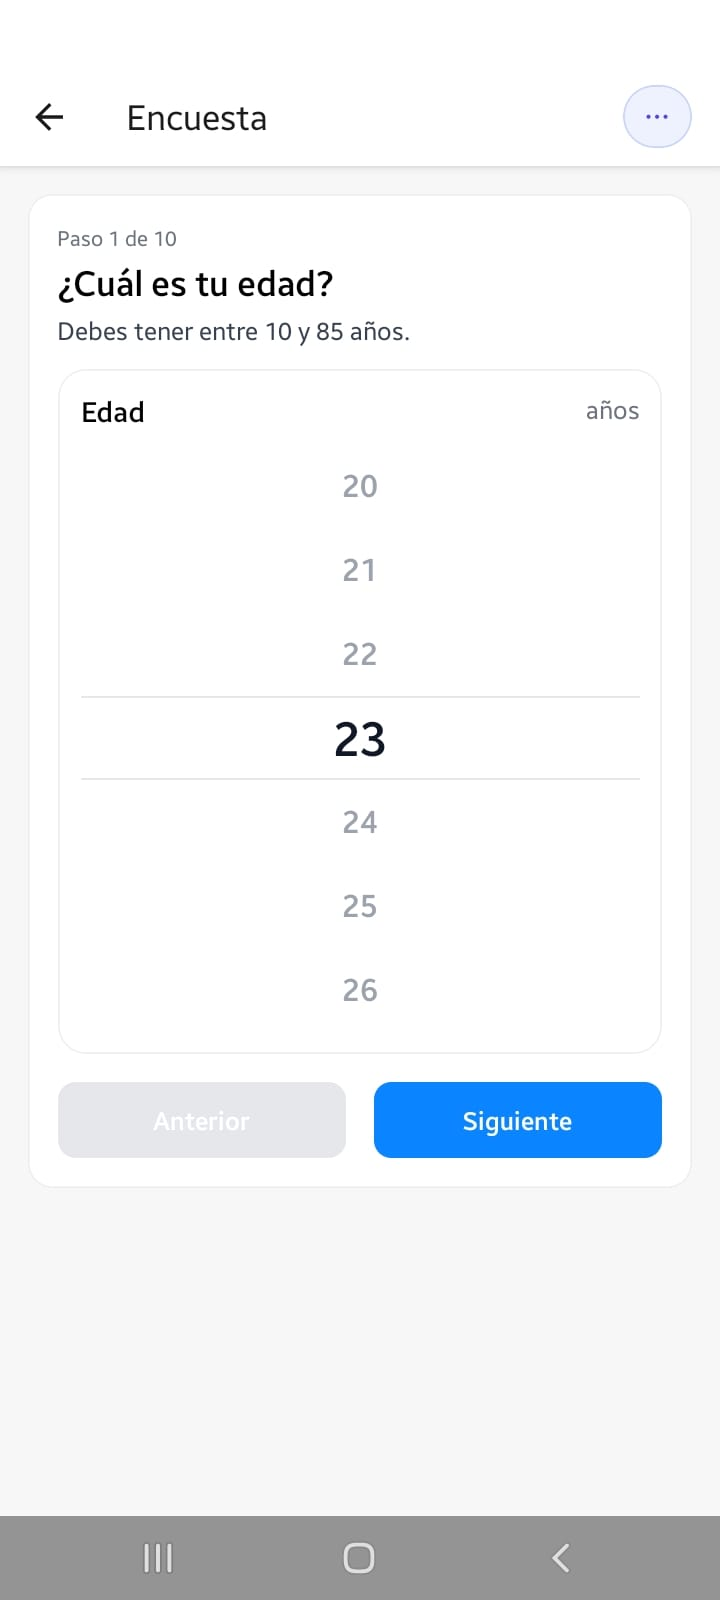 Encuesta
...
Paso 1 de 10
¿Cuál es tu edad?
Debes tener entre 10 y 85 años.
Edad años
20
21
22
23
24
25
26
Anterior Siguiente